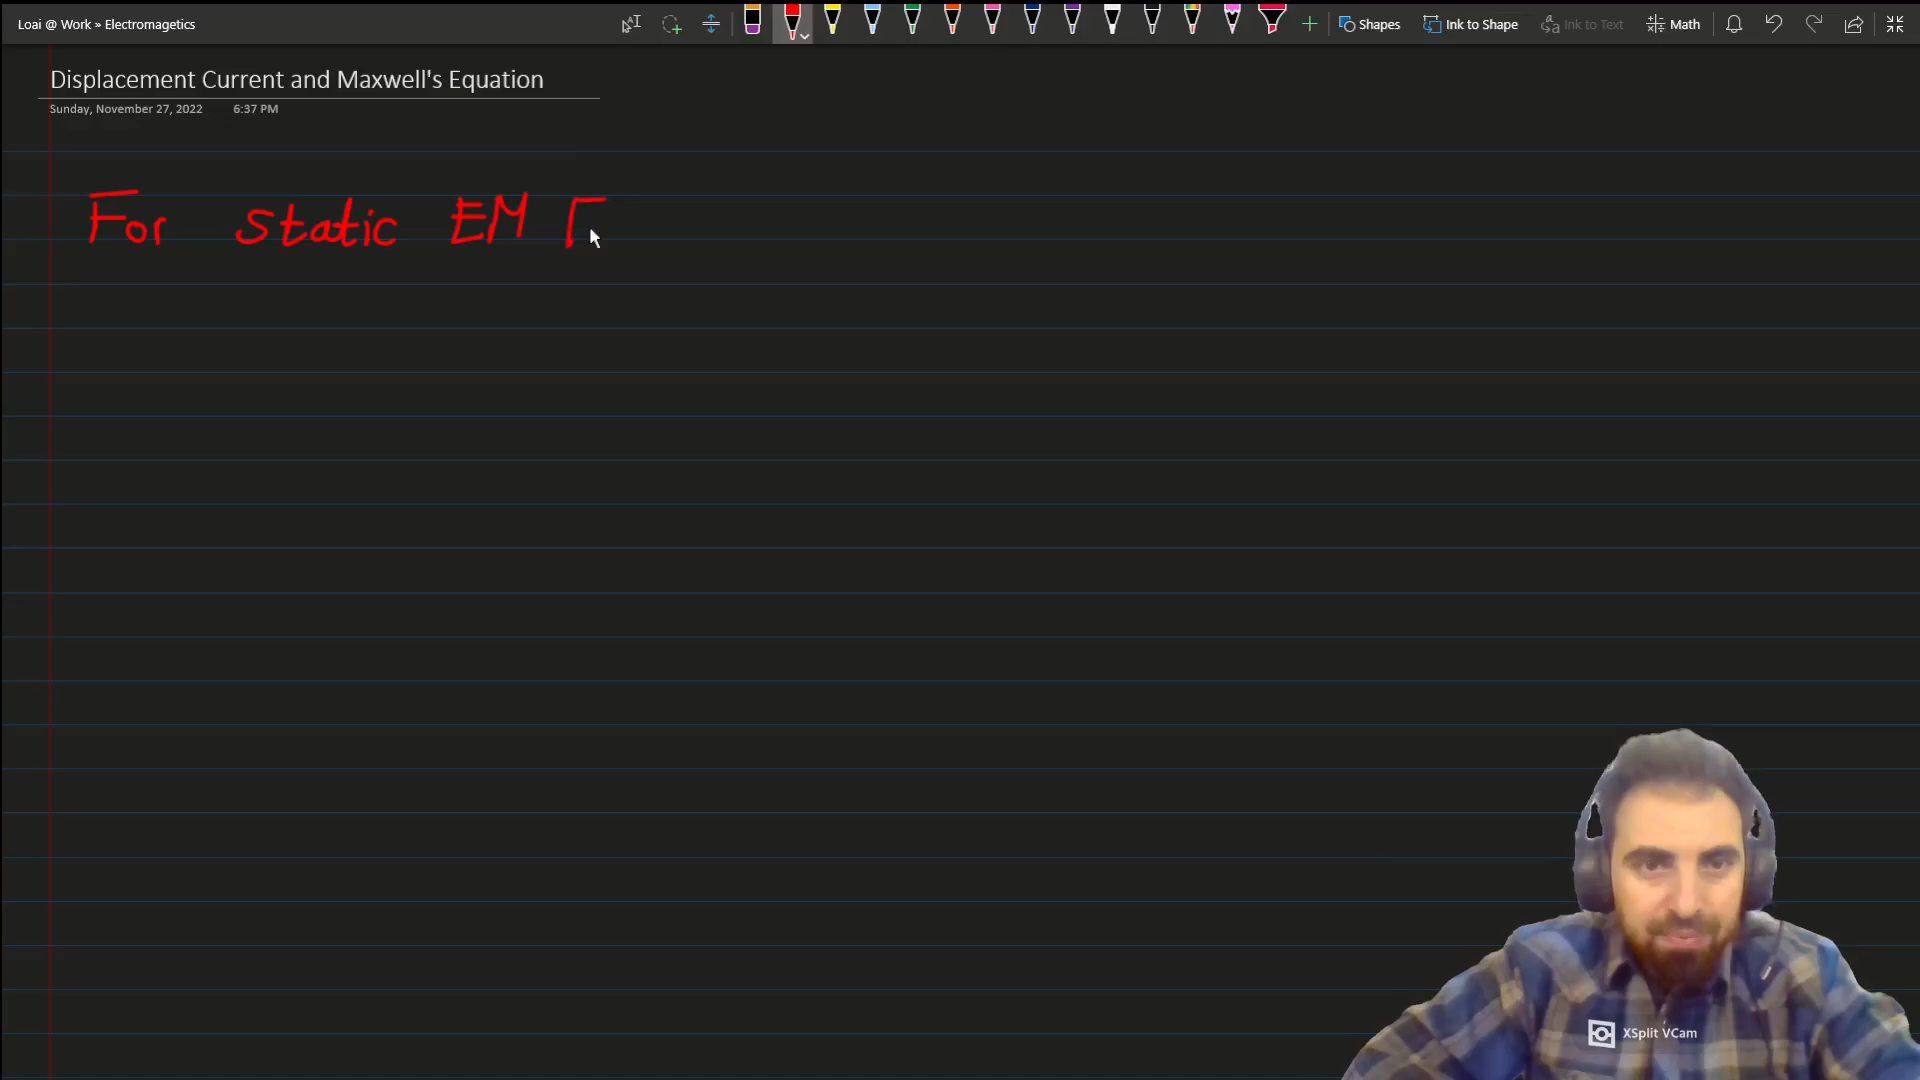 Loai @ Work » Electromagetics
Shapes
Ink to Shape
Ink to Text
Math
Displacement Current and Maxwell's Equation
Sunday, November 27, 2022 6:37 PM
For static EM
XSplit VCam